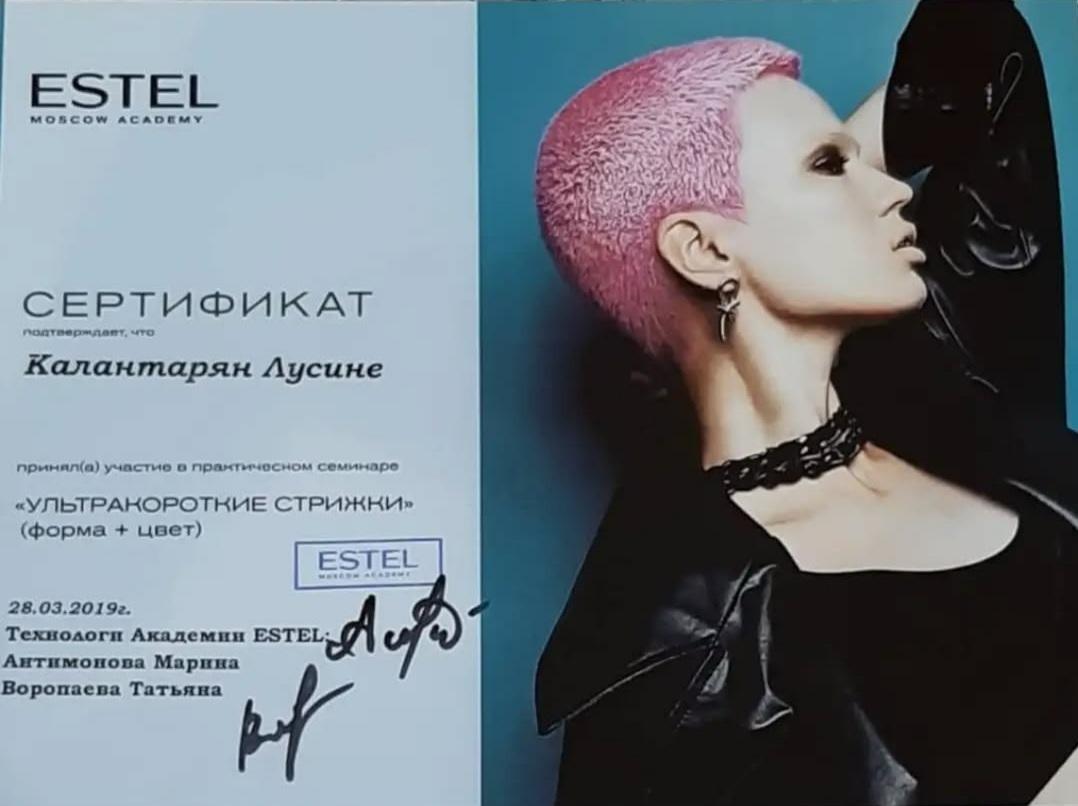 ESTEL
MOSCOW ACADEMY
СЕРТИФИКАТ
подтверждает, что
Калантарян Лусине
принял(а) участие в практическом семинаре
«УЛЬТРАКОРОТКИЕ СТРИЖКИ»
(форма + цвет)
ESTEL
MOSCOW ACADEMY
28.03.2019г.
Технологи Академии ESTEL:
Антимонова Марина
Воропаева Татьяна